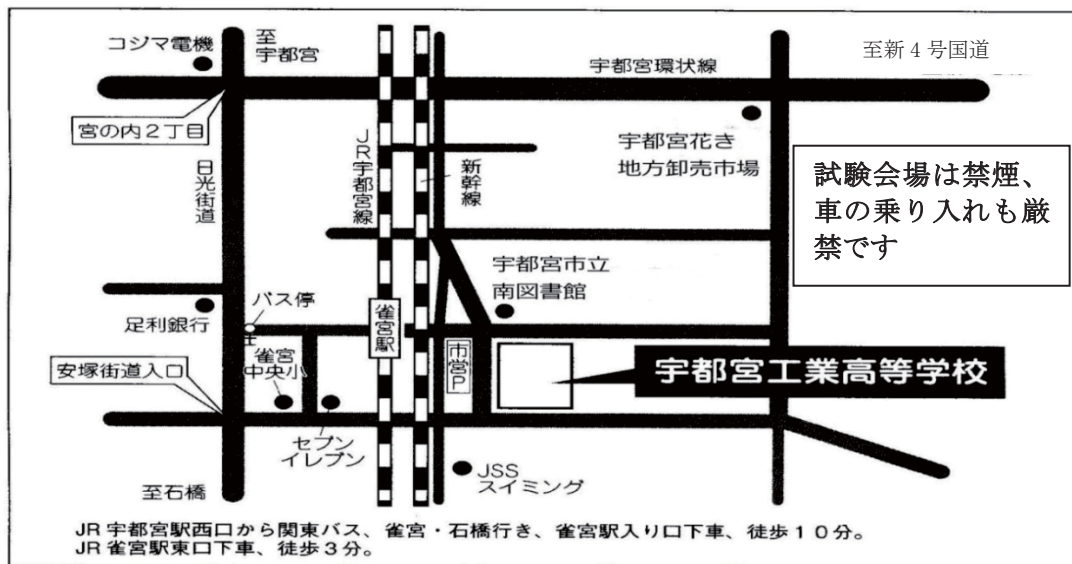 コジマ電機
至
宇都宮
宇都宮環状線
至新4号国道
宮の内2丁目
日光街道
JR宇都宮線
新幹線
宇都宮花き
地方卸売市場
試験会場は禁煙、
車の乗り入れも厳
禁です
宇都宮市立
南図書館
バス停
足利銀行
雀宮駅
市営P
雀宮
中央小
安塚街道入口
宇都宮工業高等学校
セブン
イレブン
JSS
スイミング
至石橋
JR宇都宮駅西口から関東バス、雀宮・石橋行き、雀宮駅入り口下車、徒歩10分。
JR雀宮駅東口下車、徒歩3分。